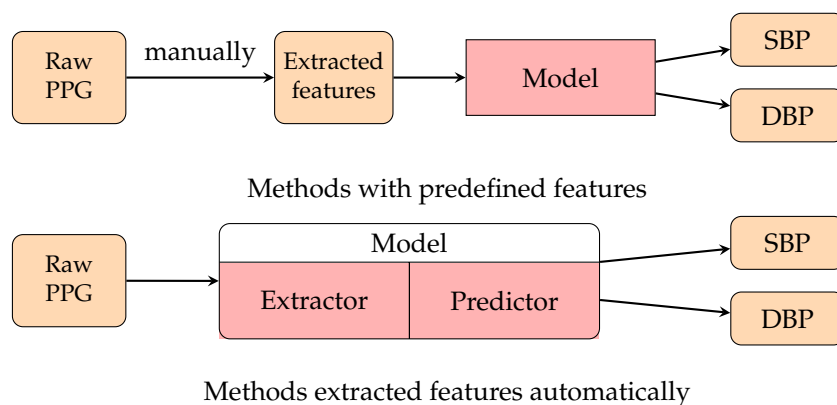 Raw
PPG
manually
Extracted
features
Model
SBP
DBP
Methods with predefined features
Raw
PPG
Model
Extractor
Predictor
SBP
DBP
Methods extracted features automatically